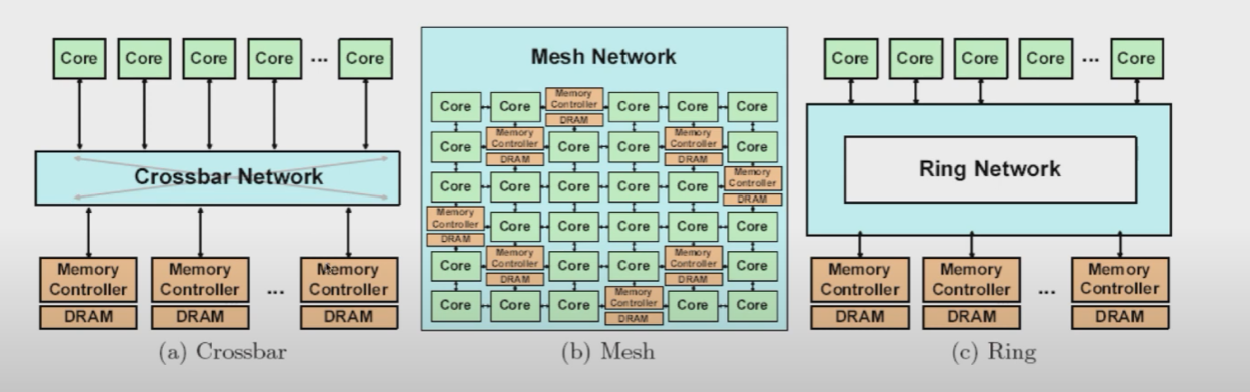 Core Core Core Core ... Core
Crossbar Network
Memory Controller Memory Controller ... Memory Controller
DRAM DRAM DRAM
(a) Crossbar
Mesh Network
Core Core Memory Controller Core Core Core
DRAM
Core Memory Controller Core Core Memory Controller Core
DRAM DRAM
Core Core Core Core Core Memory Controller
DRAM
Memory Controller Core Core Core Core Core
DRAM
Core Memory Controller Core Core Memory Controller Core
DRAM DRAM
Core Core Core Memory Controller Core Core
DRAM
(b) Mesh
Core Core Core Core ... Core
Ring Network
Memory Controller Memory Controller ... Memory Controller
DRAM DRAM DRAM
(c) Ring